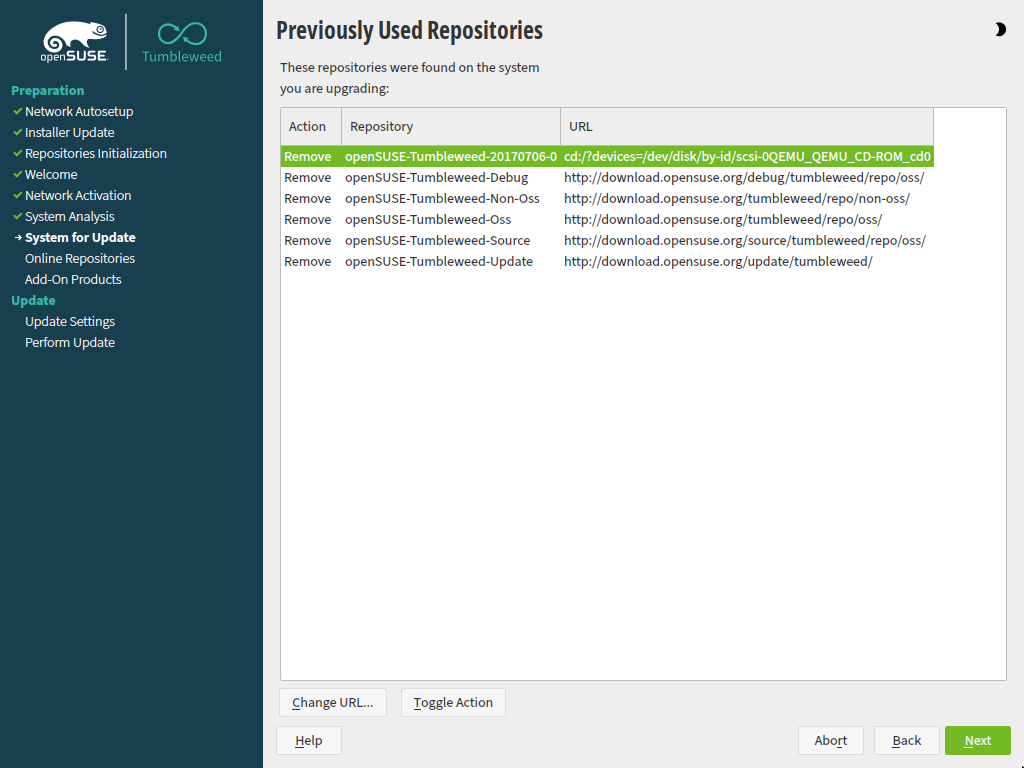 openSUSE
Tumbleweed
Preparation
Network Autosetup
Installer Update
Repositories Initialization
Welcome
Network Activation
System Analysis
System for Update
Online Repositories
Add-On Products
Update
Update Settings
Perform Update
Previously Used Repositories
These repositories were found on the system
you are upgrading:
Action Repository URL
Remove openSUSE-Tumbleweed-20170706-0 cd:/?devices=/dev/disk/by-id/scsi-0QEMU_QEMU_CD-ROM_cd0
Remove openSUSE-Tumbleweed-Debug http://download.opensuse.org/debug/tumbleweed/repo/oss/
Remove openSUSE-Tumbleweed-Non-Oss http://download.opensuse.org/tumbleweed/repo/non-oss/
Remove openSUSE-Tumbleweed-Oss http://download.opensuse.org/tumbleweed/repo/oss/
Remove openSUSE-Tumbleweed-Source http://download.opensuse.org/source/tumbleweed/repo/oss/
Remove openSUSE-Tumbleweed-Update http://download.opensuse.org/update/tumbleweed/
Change URL... Toggle Action
Help Abort Back Next